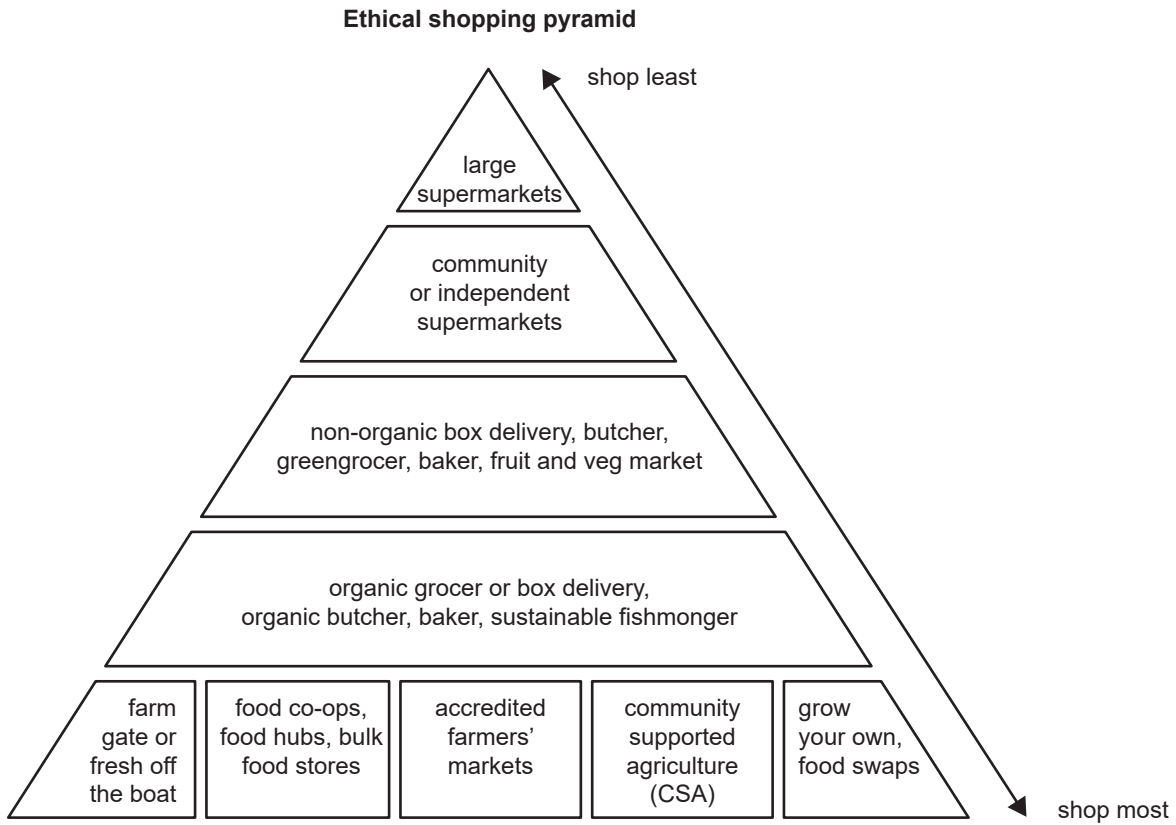 Ethical shopping pyramid
shop least
large
supermarkets
community
or independent
supermarkets
non-organic box delivery, butcher,
greengrocer, baker, fruit and veg market
organic grocer or box delivery,
organic butcher, baker, sustainable fishmonger
farm
gate or
fresh off
the boat
food co-ops,
food hubs, bulk
food stores
accredited
farmers’
markets
community
supported
agriculture
(CSA)
grow
your own,
food swaps
shop most